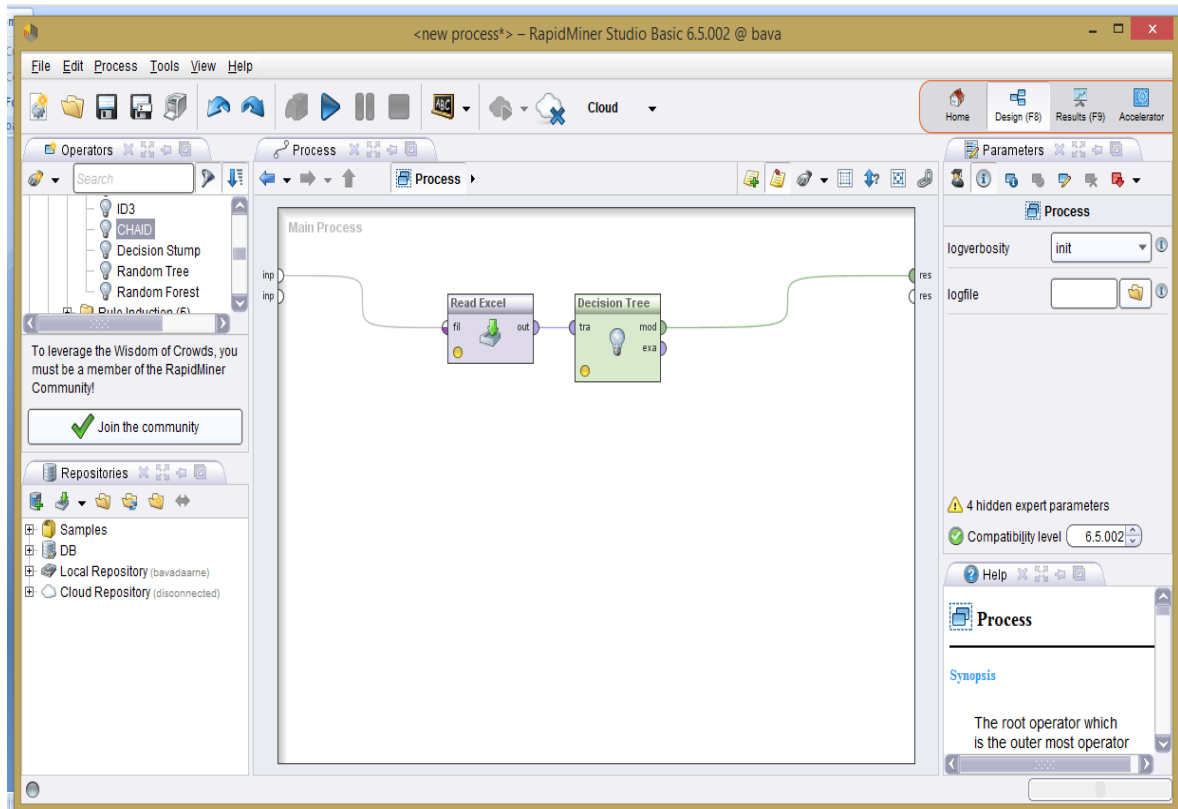 <new process*> – RapidMiner Studio Basic 6.5.002 @ bava
File Edit Process Tools View Help
Cloud
Home Design (F8) Results (F9) Accelerator
Operators
Search
ID3
CHAID
Decision Stump
Random Tree
Random Forest
Rule Induction (5)
To leverage the Wisdom of Crowds, you
must be a member of the RapidMiner
Community!
Join the community
Repositories
Samples
DB
Local Repository (bavadaarne)
Cloud Repository (disconnected)
Process
Process
Main Process
inp
inp
Read Excel
fil out
Decision Tree
tra mod
exa
res
res
Parameters
Process
logverbosity init
logfile
4 hidden expert parameters
Compatibility level 6.5.002
Help
Process
Synopsis
The root operator which
is the outer most operator